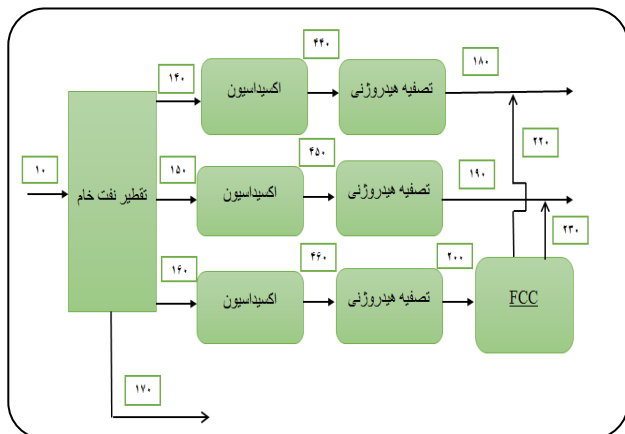 ۴۴۰
۱۸۰
۱۴۰
اکسیداسیون
تصفیه هیدروژنی
۲۲۰
۱۰
۴۵۰
۱۹۰
۱۵۰
تقطیر نفت خام
اکسیداسیون
تصفیه هیدروژنی
۲۳۰
۴۶۰
۲۰۰
۱۶۰
اکسیداسیون
تصفیه هیدروژنی
FCC
۱۷۰